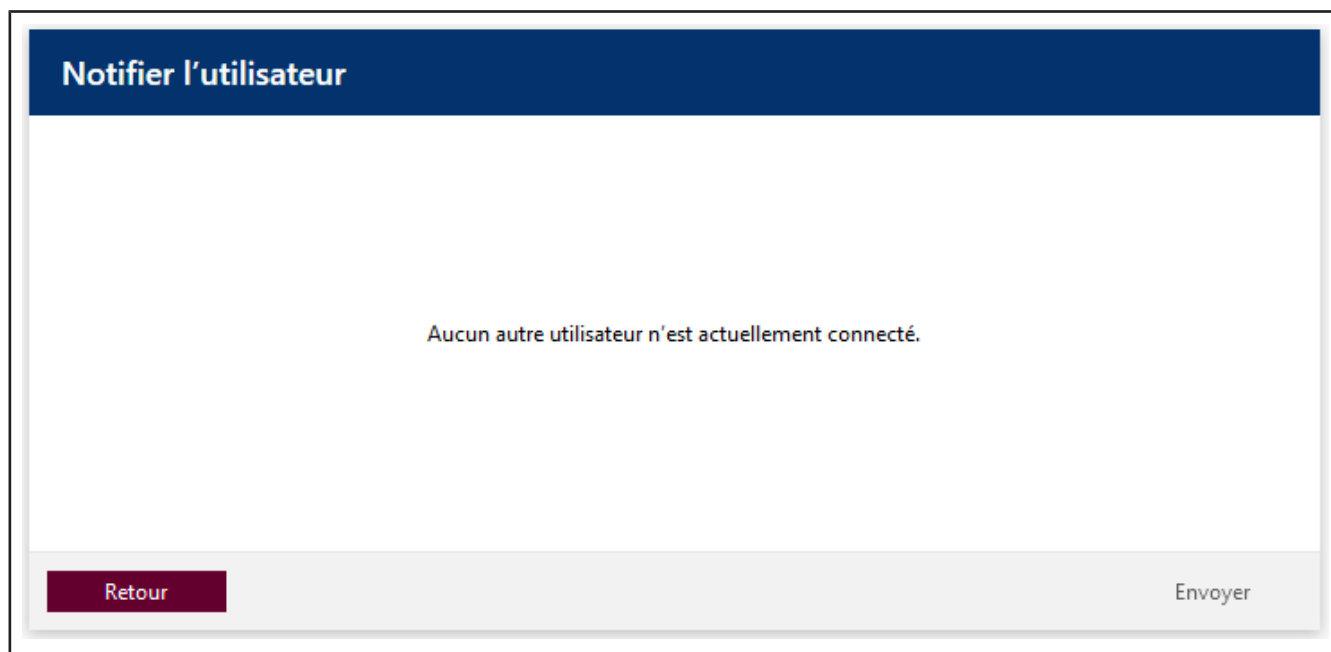 Notifier l’utilisateur
Aucun autre utilisateur n’est actuellement connecté.
Retour
Envoyer